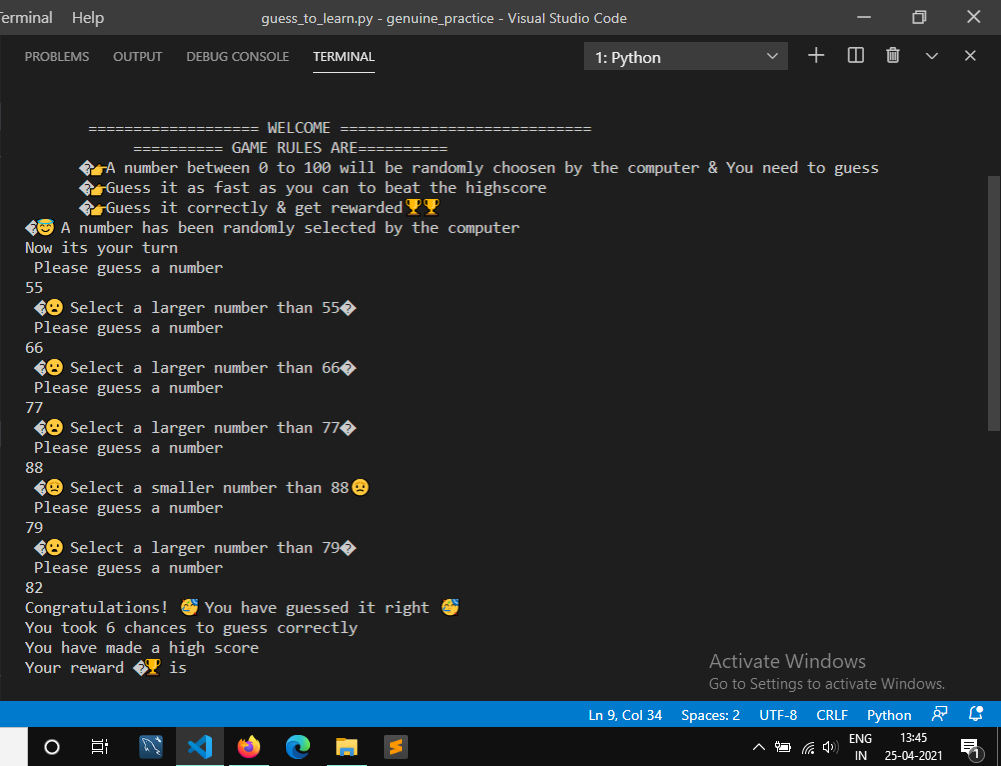 erminal Help guess_to_learn.py - genuine_practice - Visual Studio Code
PROBLEMS OUTPUT DEBUG CONSOLE TERMINAL 1: Python
=================== WELCOME ============================
========== GAME RULES ARE==========
�👉A number between 0 to 100 will be randomly choosen by the computer & You need to guess
�👉Guess it as fast as you can to beat the highscore
�👉Guess it correctly & get rewarded🏆🏆
�😇 A number has been randomly selected by the computer
Now its your turn
Please guess a number
55
�😦 Select a larger number than 55�
Please guess a number
66
�😦 Select a larger number than 66�
Please guess a number
77
�😦 Select a larger number than 77�
Please guess a number
88
�😟 Select a smaller number than 88😟
Please guess a number
79
�😦 Select a larger number than 79�
Please guess a number
82
Congratulations! 🥳 You have guessed it right 🥳
You took 6 chances to guess correctly
You have made a high score
Your reward �🏆 is
Activate Windows
Go to Settings to activate Windows.
Ln 9, Col 34 Spaces: 2 UTF-8 CRLF Python
ENG 13:45
IN 25-04-2021 1